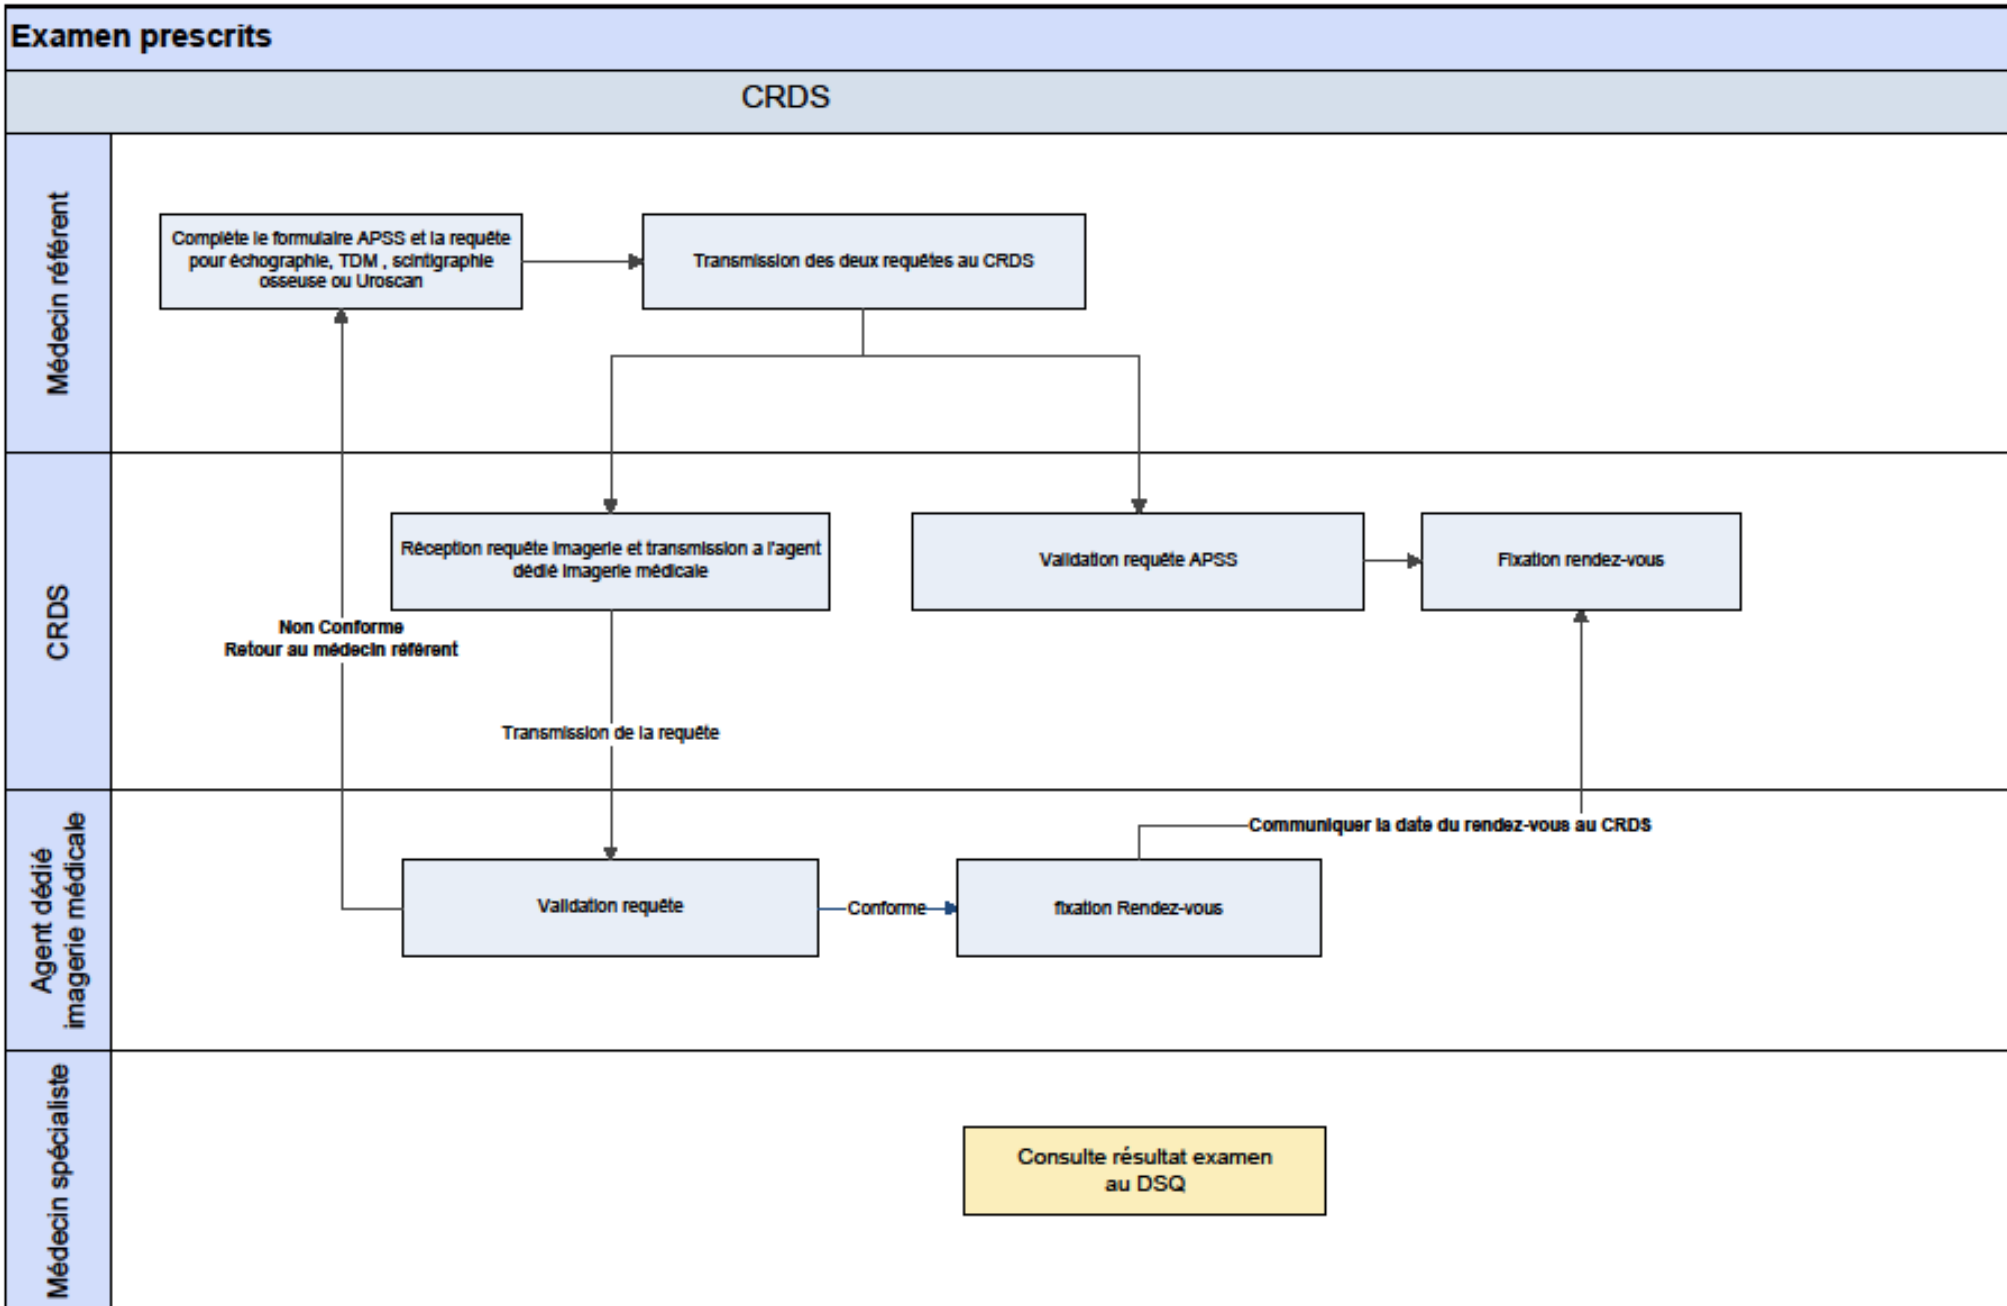 Examen prescrits
CRDS
Médecin référent
Complète le formulaire APSS et la requête
pour échographie, TDM , scintigraphie
osseuse ou Uroscan
Transmission des deux requêtes au CRDS
CRDS
Réception requête imagerie et transmission a l'agent
dédié imagerie médicale
Validation requête APSS
Fixation rendez-vous
Non Conforme
Retour au médecin référent
Transmission de la requête
Agent dédié
imagerie médicale
Communiquer la date du rendez-vous au CRDS
Validation requête
Conforme
fixation Rendez-vous
Médecin spécialiste
Consulte résultat examen
au DSQ